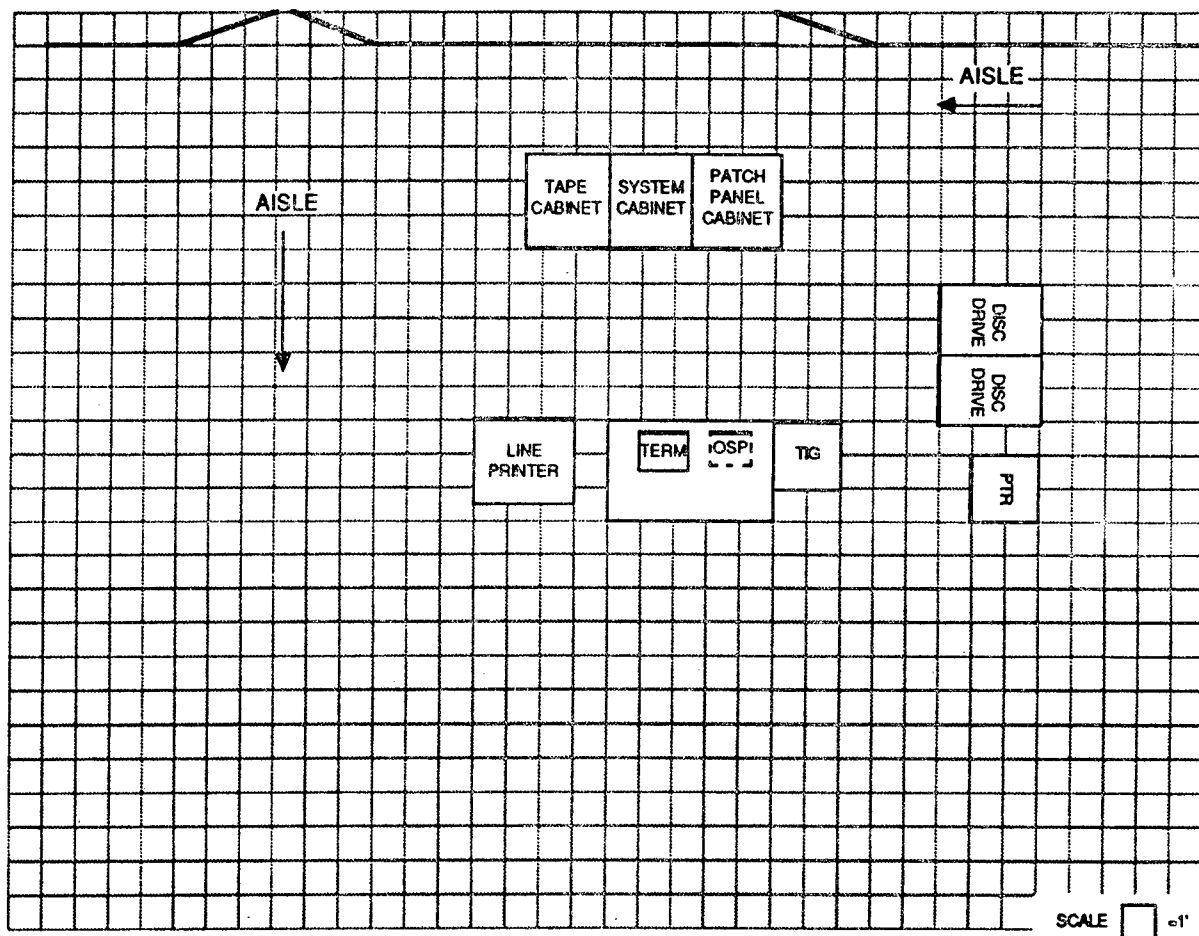 AISLE
AISLE
TAPE
CABINET
SYSTEM
CABINET
PATCH
PANEL
CABINET
DISC
DRIVE
DISC
DRIVE
LINE
PRINTER
TERM
OSP
TIG
PTR
SCALE =1'